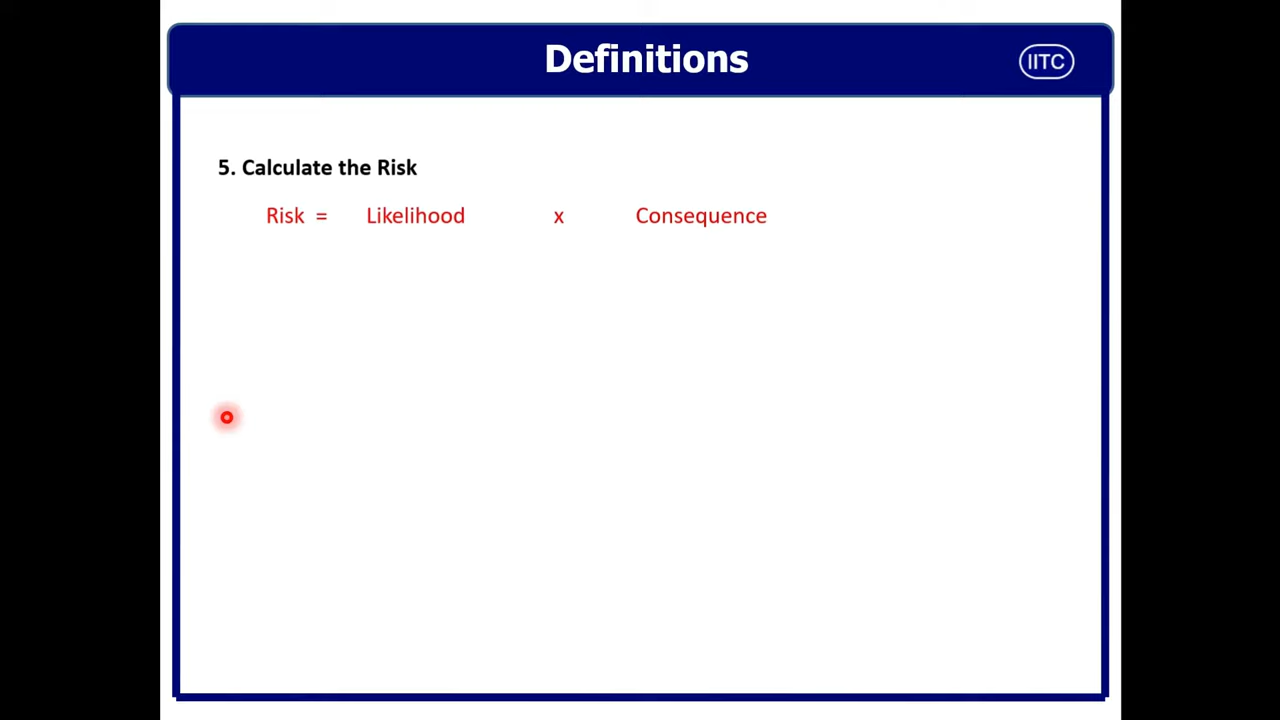 Definitions
IITC
5. Calculate the Risk
Risk = Likelihood x Consequence